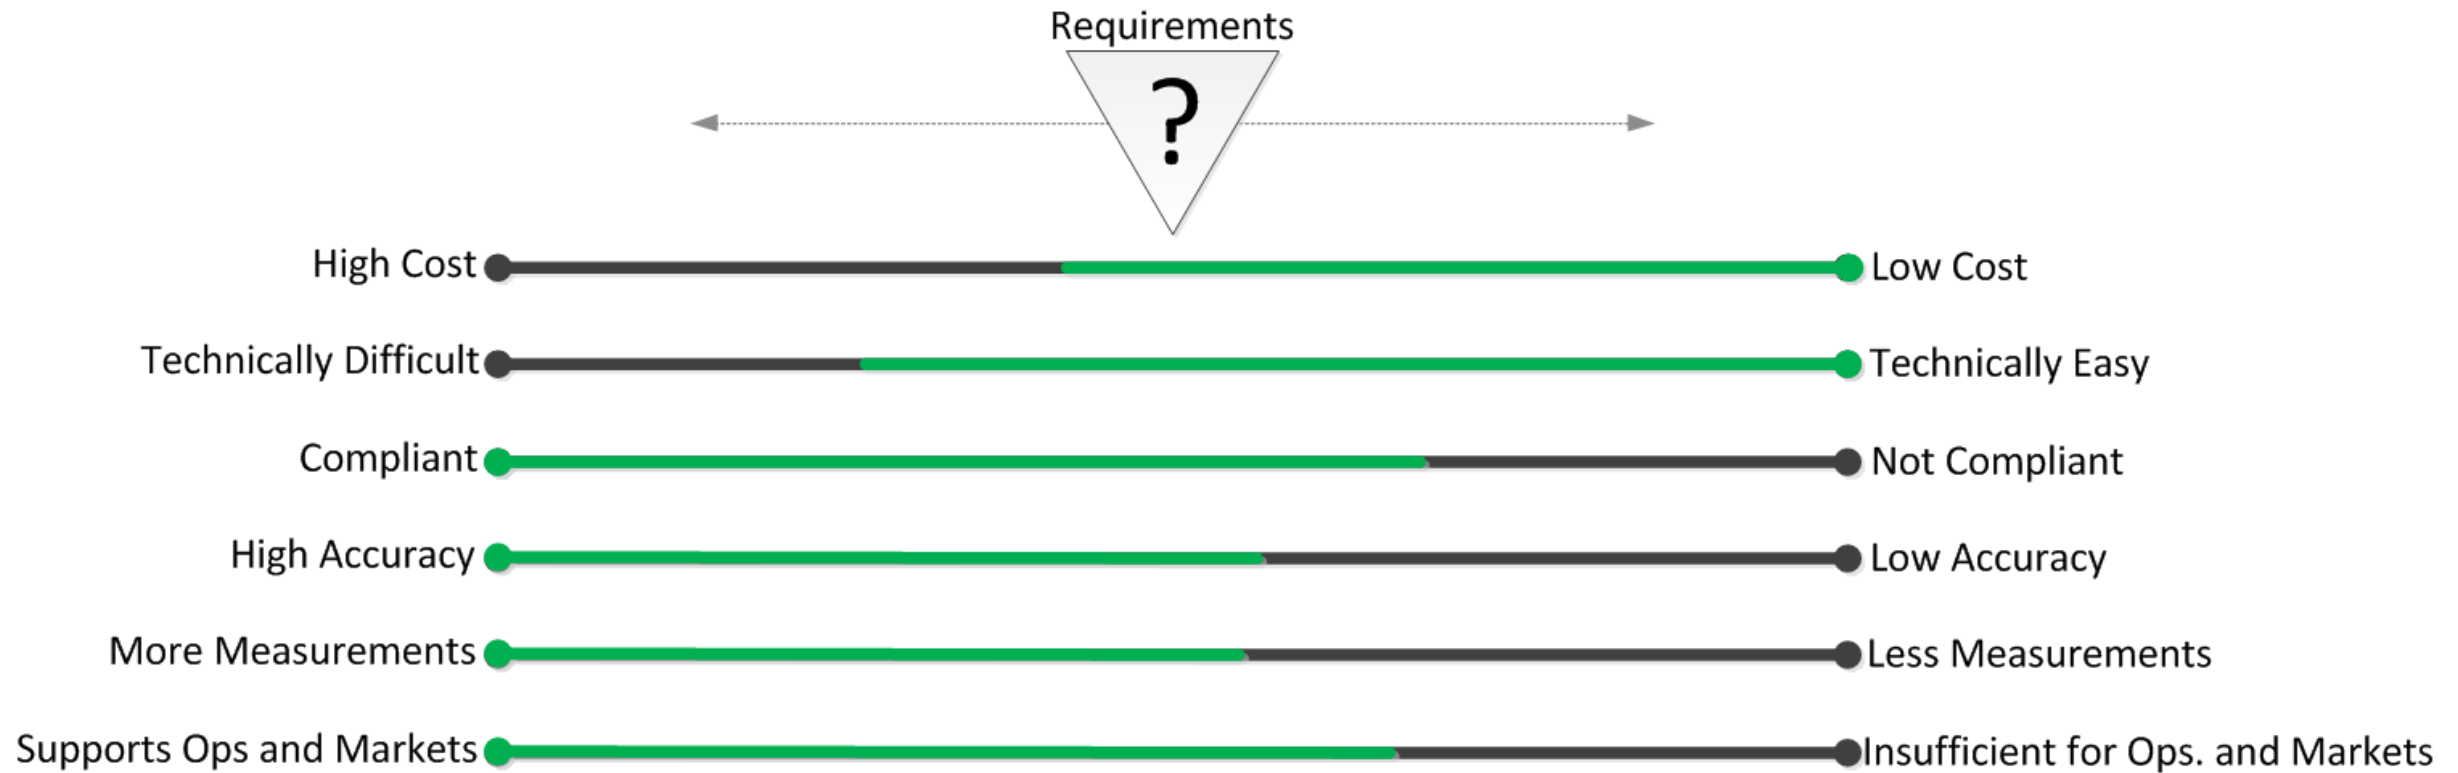 Requirements
?
High Cost Low Cost
Technically Difficult Technically Easy
Compliant Not Compliant
High Accuracy Low Accuracy
More Measurements Less Measurements
Supports Ops and Markets Insufficient for Ops. and Markets